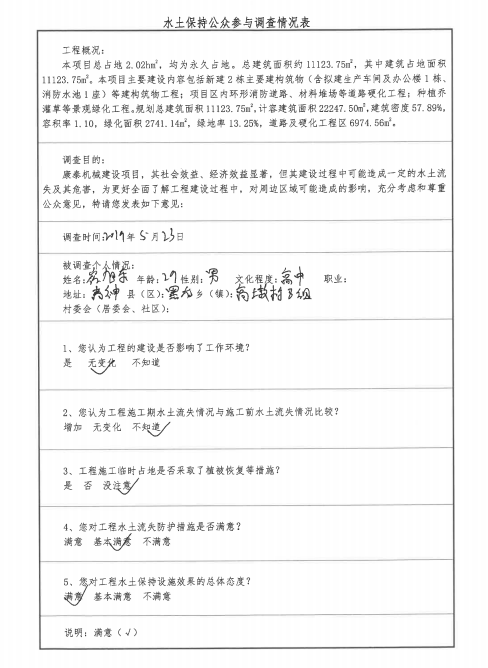 水土保持公众参与调查情况表
工程概况：
本项目总占地 2.02hm²，均为永久占地。总建筑面积约 11123.75㎡，其中建筑占地面积
11123.75㎡。本项目主要建设内容包括新建 2 栋主要建构筑物（含拟建生产车间及办公楼 1 栋、
消防水池 1 座）等建构筑物工程；项目区内环形消防道路、材料堆场等道路硬化工程；种植乔
灌草等景观绿化工程。规划总建筑面积 11123.75㎡，计容建筑面积 22247.50㎡，建筑密度 57.89%，
容积率 1.10，绿化面积 2741.14㎡，绿地率 13.25%，道路及硬化工程区 6974.56㎡。
调查目的：
康泰机械建设项目，其社会效益、经济效益显著，但其建设过程中可能造成一定的水土流
失及其危害，为更好全面了解工程建设过程中，对周边区域可能造成的影响，充分考虑和尊重
公众意见，特请您发表如下意见：
调查时间：2019 年 5 月 23 日
被调查个人情况：
姓名： 年龄：27 性别：男 文化程度：高中 职业：
地址： 县（区）：黑龙 乡（镇）：高墩村 3 组
村委会（居委会、社区）：
1、您认为工程的建设是否影响了工作环境？
是 无变化 不知道
2、您认为工程施工期水土流失情况与施工前水土流失情况比较？
增加 无变化 不知道
3、工程施工临时占地是否采取了植被恢复等措施？
是 否 没注意
4、您对工程水土流失防护措施是否满意？
满意 基本满意 不满意
5、您对工程水土保持设施效果的总体态度？
满意 基本满意 不满意
说明：满意（√）